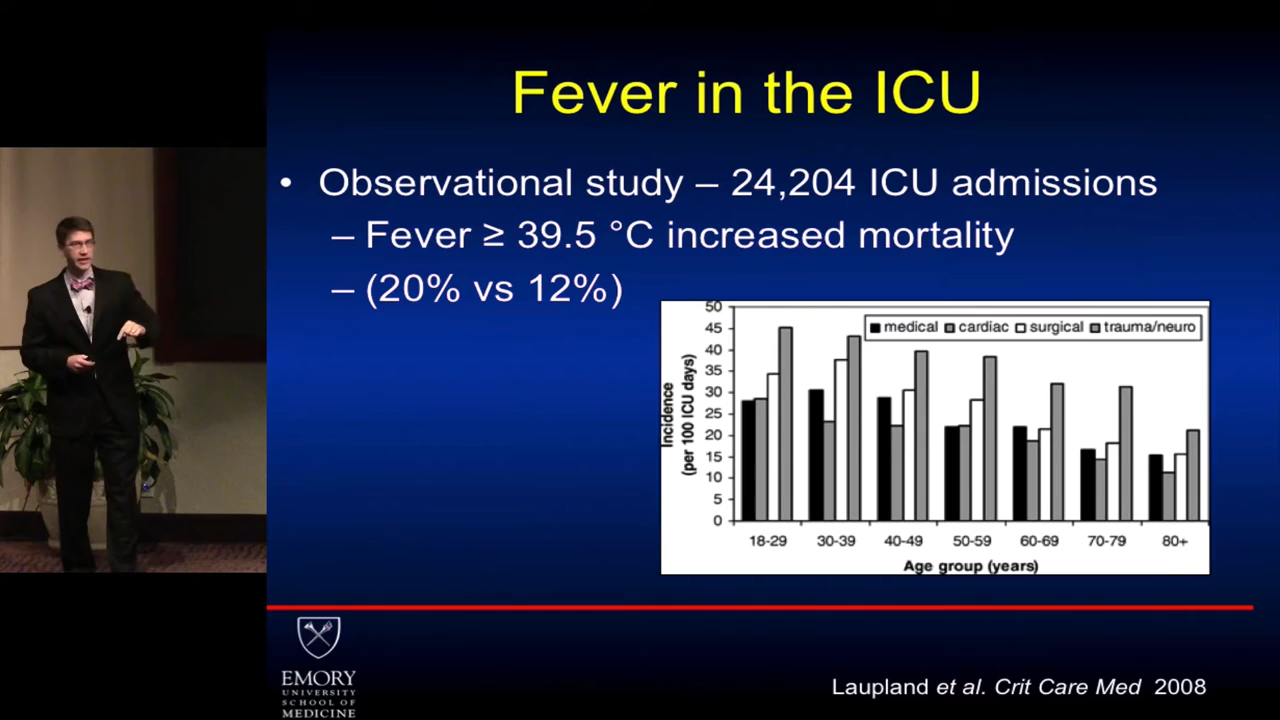 Fever in the ICU
• Observational study – 24,204 ICU admissions
– Fever ≥ 39.5 °C increased mortality
– (20% vs 12%)
50
45
40
35
30
25
20
15
10
5
0
Incidence
(per 100 ICU days)
medical cardiac surgical trauma/neuro
18-29 30-39 40-49 50-59 60-69 70-79 80+
Age group (years)
EMORY
UNIVERSITY
SCHOOL OF
MEDICINE
Laupland et al. Crit Care Med 2008